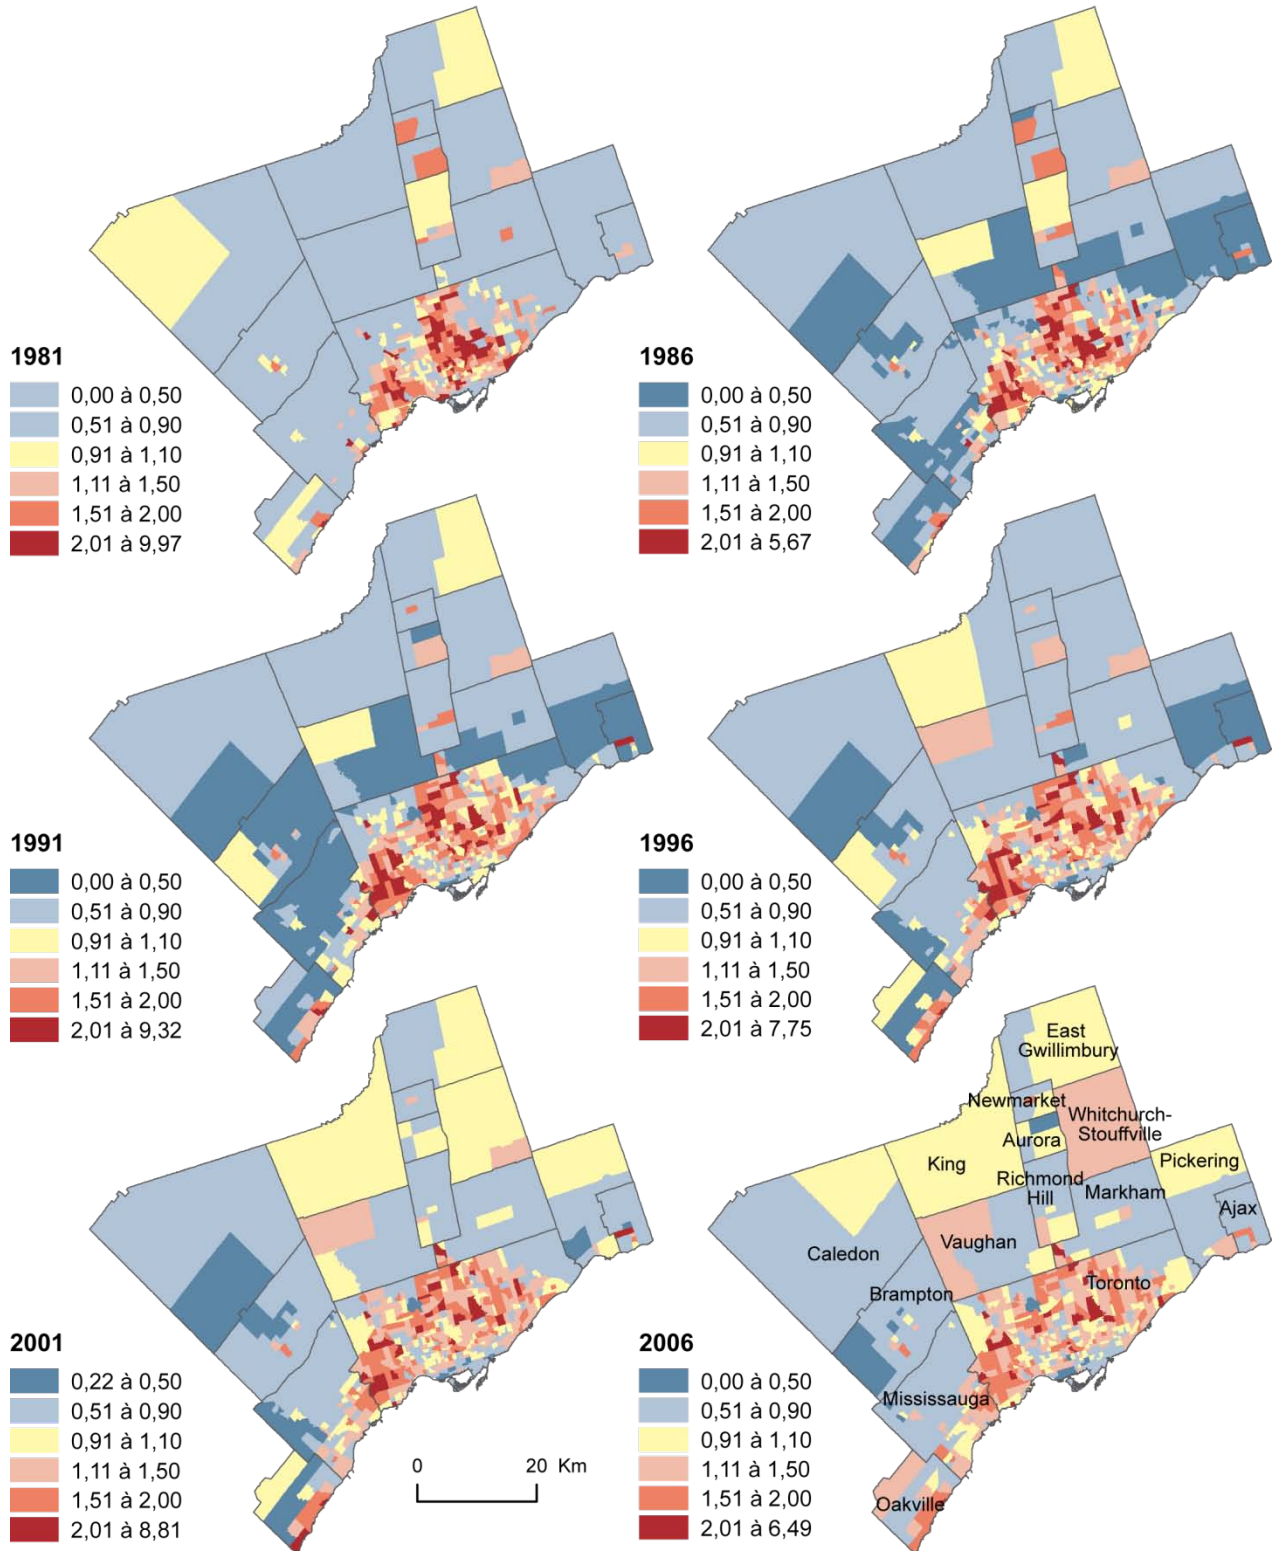 1981
0,00 à 0,50
0,51 à 0,90
0,91 à 1,10
1,11 à 1,50
1,51 à 2,00
2,01 à 9,97
1986
0,00 à 0,50
0,51 à 0,90
0,91 à 1,10
1,11 à 1,50
1,51 à 2,00
2,01 à 5,67
1991
0,00 à 0,50
0,51 à 0,90
0,91 à 1,10
1,11 à 1,50
1,51 à 2,00
2,01 à 9,32
1996
0,00 à 0,50
0,51 à 0,90
0,91 à 1,10
1,11 à 1,50
1,51 à 2,00
2,01 à 7,75
2001
0,22 à 0,50
0,51 à 0,90
0,91 à 1,10
1,11 à 1,50
1,51 à 2,00
2,01 à 8,81
0 20 Km
East
Gwillimbury
Newmarket
Whitchurch-
Stouffville
Aurora
King
Richmond
Hill
Pickering
Markham
Ajax
Vaughan
Caledon
Toronto
Brampton
Mississauga
Oakville
2006
0,00 à 0,50
0,51 à 0,90
0,91 à 1,10
1,11 à 1,50
1,51 à 2,00
2,01 à 6,49